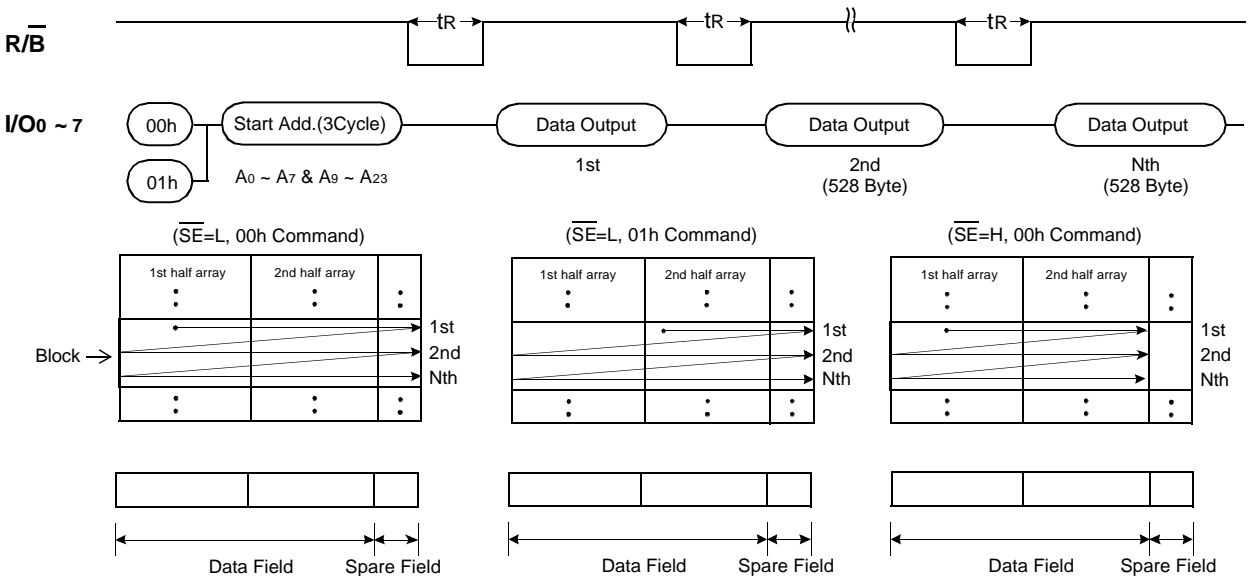 R/B
tR tR tR
I/O0 ~ 7
00h Start Add.(3Cycle) Data Output Data Output Data Output
01h A0 ~ A7 & A9 ~ A23
1st 2nd Nth
(528 Byte) (528 Byte)
(SE=L, 00h Command) (SE=L, 01h Command) (SE=H, 00h Command)
1st half array 2nd half array 1st half array 2nd half array 1st half array 2nd half array
1st 1st 1st
Block 2nd 2nd 2nd
Nth Nth Nth
Data Field Spare Field Data Field Spare Field Data Field Spare Field